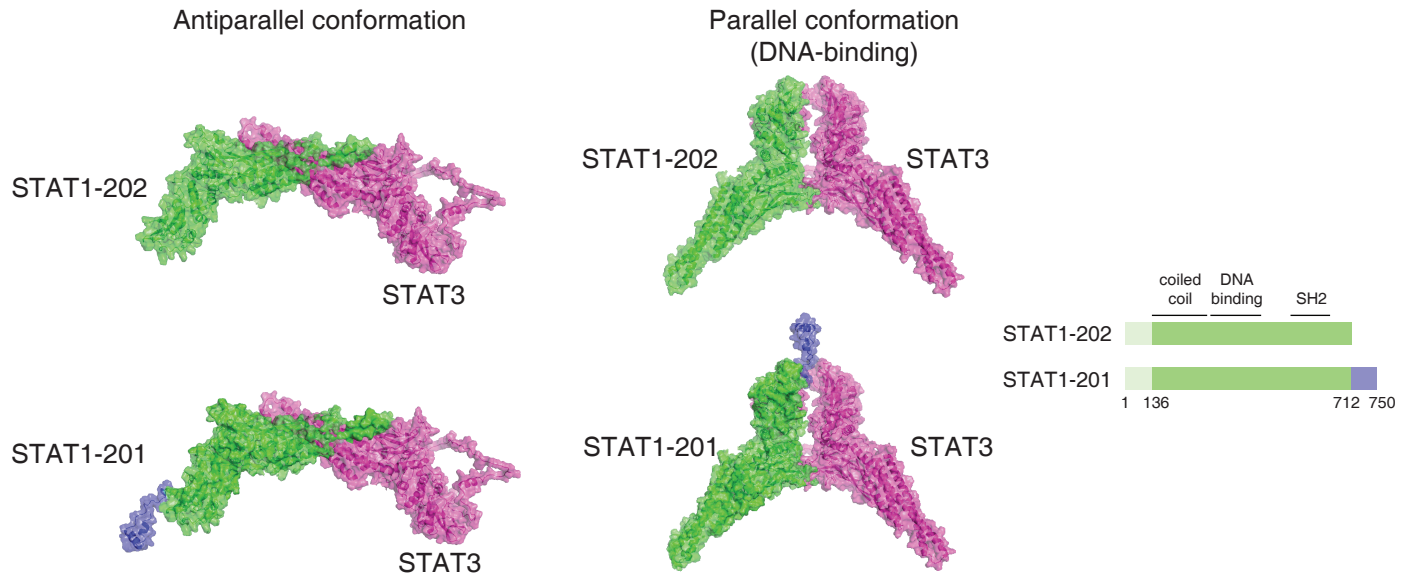 Antiparallel conformation
Parallel conformation
(DNA-binding)
STAT1-202
STAT3
STAT1-202
STAT3
STAT1-201
STAT3
STAT1-201
STAT3
coiled
coil
DNA
binding
SH2
STAT1-202
STAT1-201
1 136 712 750